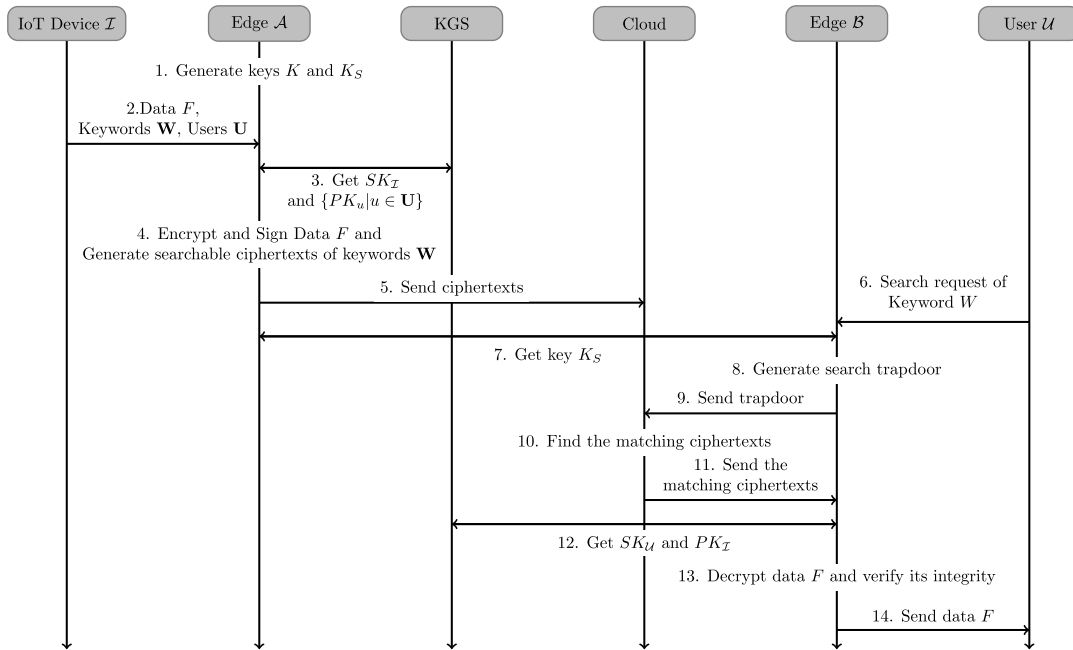 IoT Device 𝓘
Edge 𝓐
KGS
Cloud
Edge 𝓑
User 𝓤
1. Generate keys K and K_S
2.Data F,
Keywords W, Users U
3. Get SK_𝓘
and {PK_u|u ∈ U}
4. Encrypt and Sign Data F and
Generate searchable ciphertexts of keywords W
5. Send ciphertexts
6. Search request of
Keyword W
7. Get key K_S
8. Generate search trapdoor
9. Send trapdoor
10. Find the matching ciphertexts
11. Send the
matching ciphertexts
12. Get SK_𝓤 and PK_𝓘
13. Decrypt data F and verify its integrity
14. Send data F